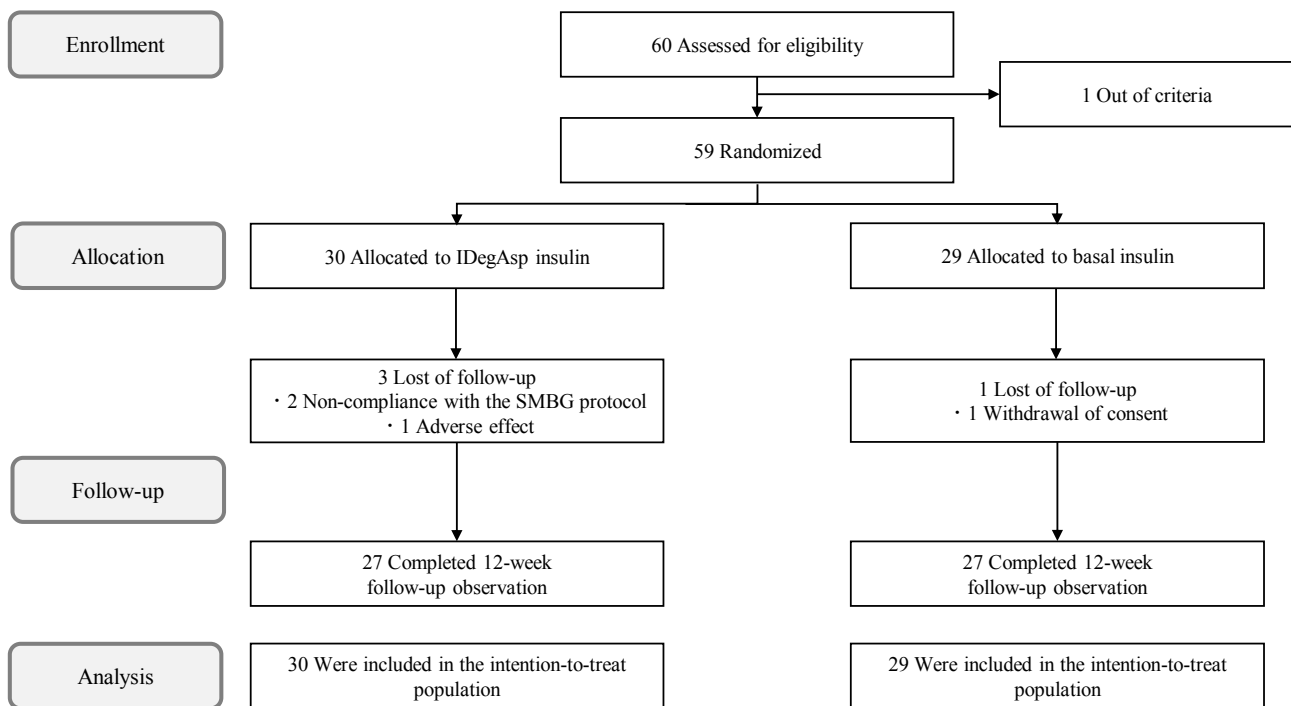 Enrollment
60 Assessed for eligibility
1 Out of criteria
59 Randomized
Allocation
30 Allocated to IDegAsp insulin
29 Allocated to basal insulin
3 Lost of follow-up
・2 Non-compliance with the SMBG protocol
・1 Adverse effect
1 Lost of follow-up
・1 Withdrawal of consent
Follow-up
27 Completed 12-week
follow-up observation
27 Completed 12-week
follow-up observation
Analysis
30 Were included in the intention-to-treat
population
29 Were included in the intention-to-treat
population